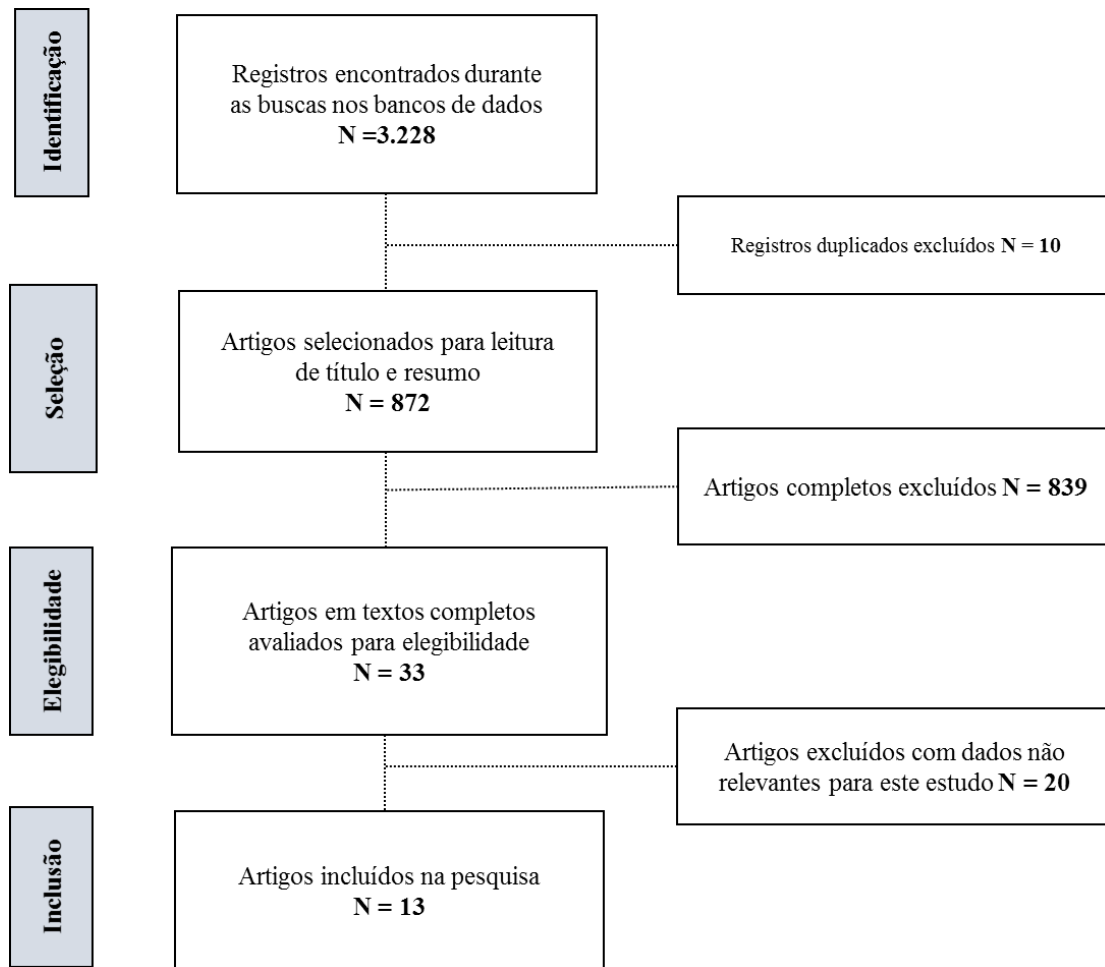 Identificação
Registros encontrados durante
as buscas nos bancos de dados
N =3.228
Registros duplicados excluídos N = 10
Seleção
Artigos selecionados para leitura
de título e resumo
N = 872
Artigos completos excluídos N = 839
Elegibilidade
Artigos em textos completos
avaliados para elegibilidade
N = 33
Artigos excluídos com dados não
relevantes para este estudo N = 20
Inclusão
Artigos incluídos na pesquisa
N = 13